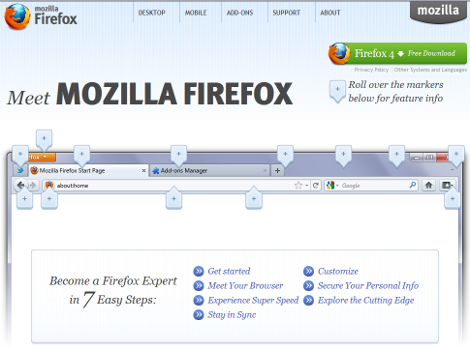 mozilla
Firefox
DESKTOP MOBILE ADD-ONS SUPPORT ABOUT
mozilla
Firefox 4 Free Download
Privacy Policy Other Systems and Languages
Meet MOZILLA FIREFOX
Roll over the markers
below for feature info
Mozilla Firefox Start Page
Add-ons Manager
about:home
Google
Become a Firefox Expert
in 7 Easy Steps:
Get started
Meet Your Browser
Experience Super Speed
Stay in Sync
Customize
Secure Your Personal Info
Explore the Cutting Edge